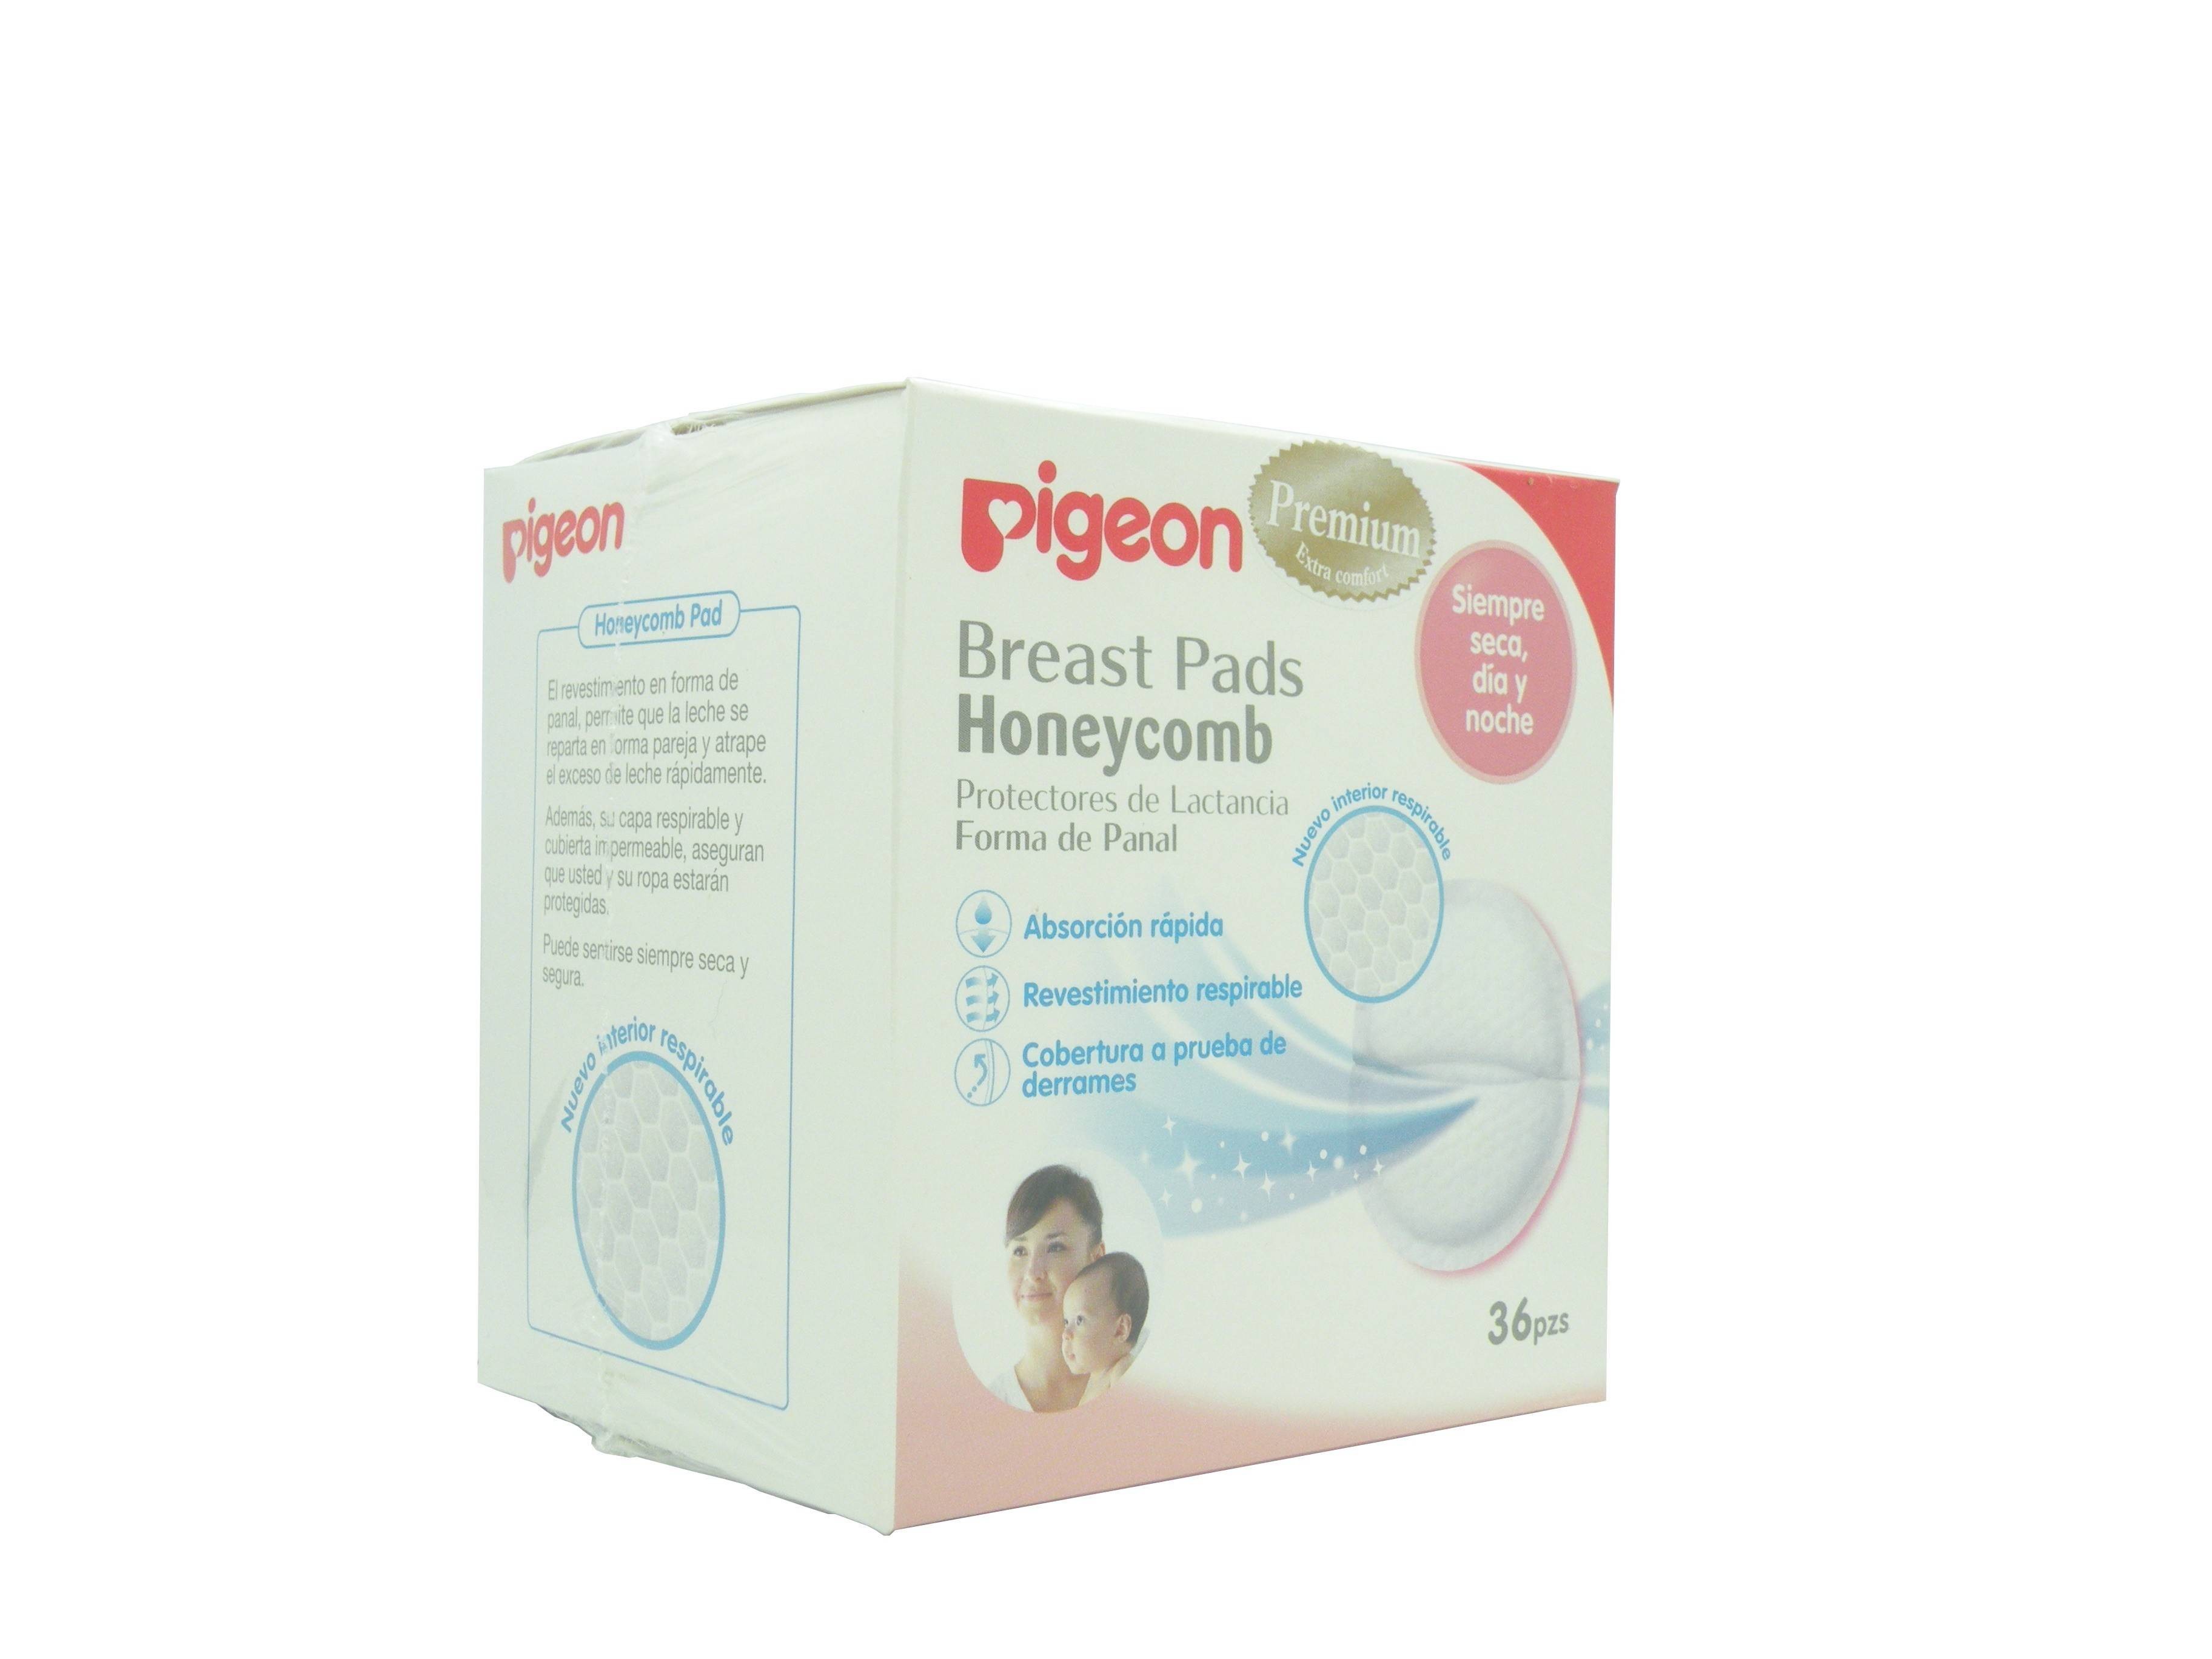 pigeon
Honeycomb Pad
El revestimiento en forma de
panal, permite que la leche se
reparta en forma pareja y atrape
el exceso de leche rápidamente.
Además, su capa respirable y
cubierta impermeable, aseguran
que usted y su ropa estarán
protegidas.
Puede sentirse siempre seca y
segura.
Nuevo interior respirable
pigeon
Premium
Extra comfort
Siempre
seca,
día y
noche
Breast Pads
Honeycomb
Protectores de Lactancia
Forma de Panal
Nuevo interior respirable
Absorción rápida
Revestimiento respirable
Cobertura a prueba de
derrames
36pzs